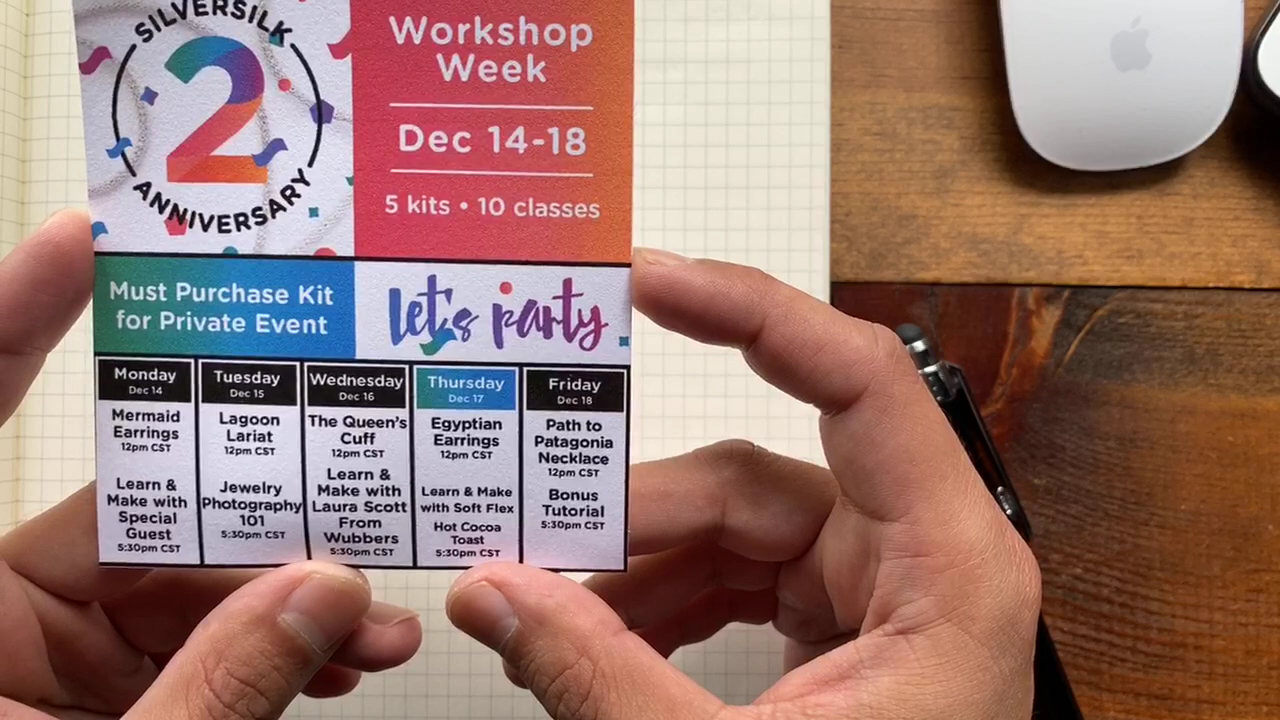 SILVERSILK
2
ANNIVERSARY
Workshop
Week
Dec 14-18
5 kits • 10 classes
Must Purchase Kit
for Private Event
let's party
Monday
Dec 14
Mermaid
Earrings
12pm CST
Learn &
Make with
Special
Guest
5:30pm CST
Tuesday
Dec 15
Lagoon
Lariat
12pm CST
Jewelry
Photography
101
5:30pm CST
Wednesday
Dec 16
The Queen's
Cuff
12pm CST
Learn &
Make with
Laura Scott
From
Wubbers
5:30pm CST
Thursday
Dec 17
Egyptian
Earrings
12pm CST
Learn & Make
with Soft Flex
Hot Cocoa
Toast
5:30pm CST
Friday
Dec 18
Path to
Patagonia
Necklace
12pm CST
Bonus
Tutorial
5:30pm CST